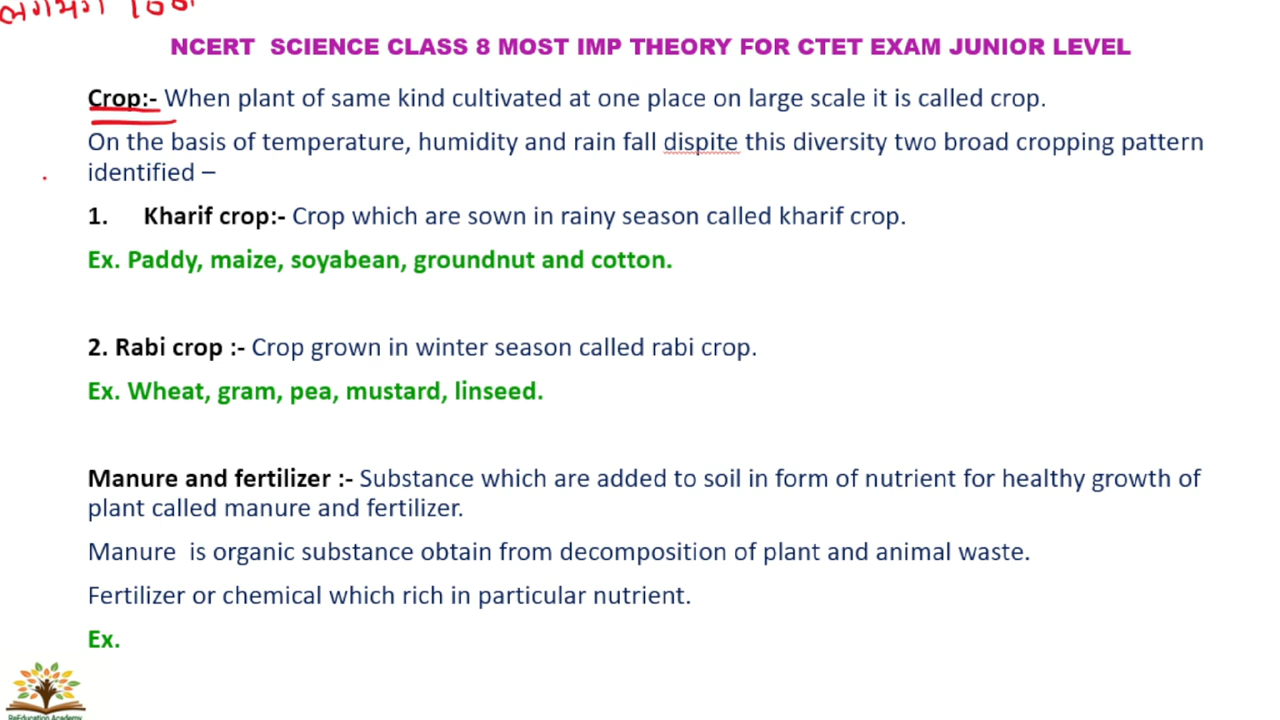 लगभग
NCERT SCIENCE CLASS 8 MOST IMP THEORY FOR CTET EXAM JUNIOR LEVEL
Crop:- When plant of same kind cultivated at one place on large scale it is called crop.
On the basis of temperature, humidity and rain fall dispite this diversity two broad cropping pattern
identified –
1. Kharif crop:- Crop which are sown in rainy season called kharif crop.
Ex. Paddy, maize, soyabean, groundnut and cotton.
2. Rabi crop :- Crop grown in winter season called rabi crop.
Ex. Wheat, gram, pea, mustard, linseed.
Manure and fertilizer :- Substance which are added to soil in form of nutrient for healthy growth of
plant called manure and fertilizer.
Manure is organic substance obtain from decomposition of plant and animal waste.
Fertilizer or chemical which rich in particular nutrient.
Ex.
ReEducation Academy